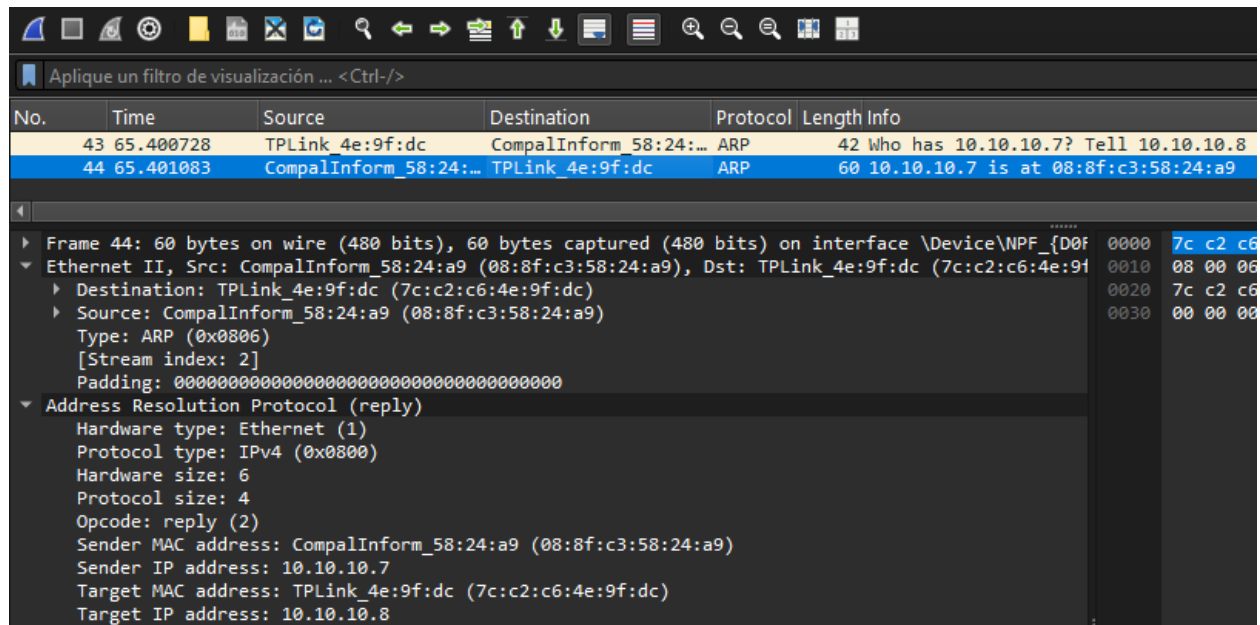 Aplique un filtro de visualización ... <Ctrl-/>
No. Time Source Destination Protocol Length Info
43 65.400728 TPLink_4e:9f:dc CompalInform_58:24:… ARP 42 Who has 10.10.10.7? Tell 10.10.10.8
44 65.401083 CompalInform_58:24:… TPLink_4e:9f:dc ARP 60 10.10.10.7 is at 08:8f:c3:58:24:a9
Frame 44: 60 bytes on wire (480 bits), 60 bytes captured (480 bits) on interface \Device\NPF_{D0F
Ethernet II, Src: CompalInform_58:24:a9 (08:8f:c3:58:24:a9), Dst: TPLink_4e:9f:dc (7c:c2:c6:4e:9f
Destination: TPLink_4e:9f:dc (7c:c2:c6:4e:9f:dc)
Source: CompalInform_58:24:a9 (08:8f:c3:58:24:a9)
Type: ARP (0x0806)
[Stream index: 2]
Padding: 000000000000000000000000000000000000
Address Resolution Protocol (reply)
Hardware type: Ethernet (1)
Protocol type: IPv4 (0x0800)
Hardware size: 6
Protocol size: 4
Opcode: reply (2)
Sender MAC address: CompalInform_58:24:a9 (08:8f:c3:58:24:a9)
Sender IP address: 10.10.10.7
Target MAC address: TPLink_4e:9f:dc (7c:c2:c6:4e:9f:dc)
Target IP address: 10.10.10.8
0000 7c c2 c6
0010 08 00 06
0020 7c c2 c6
0030 00 00 00